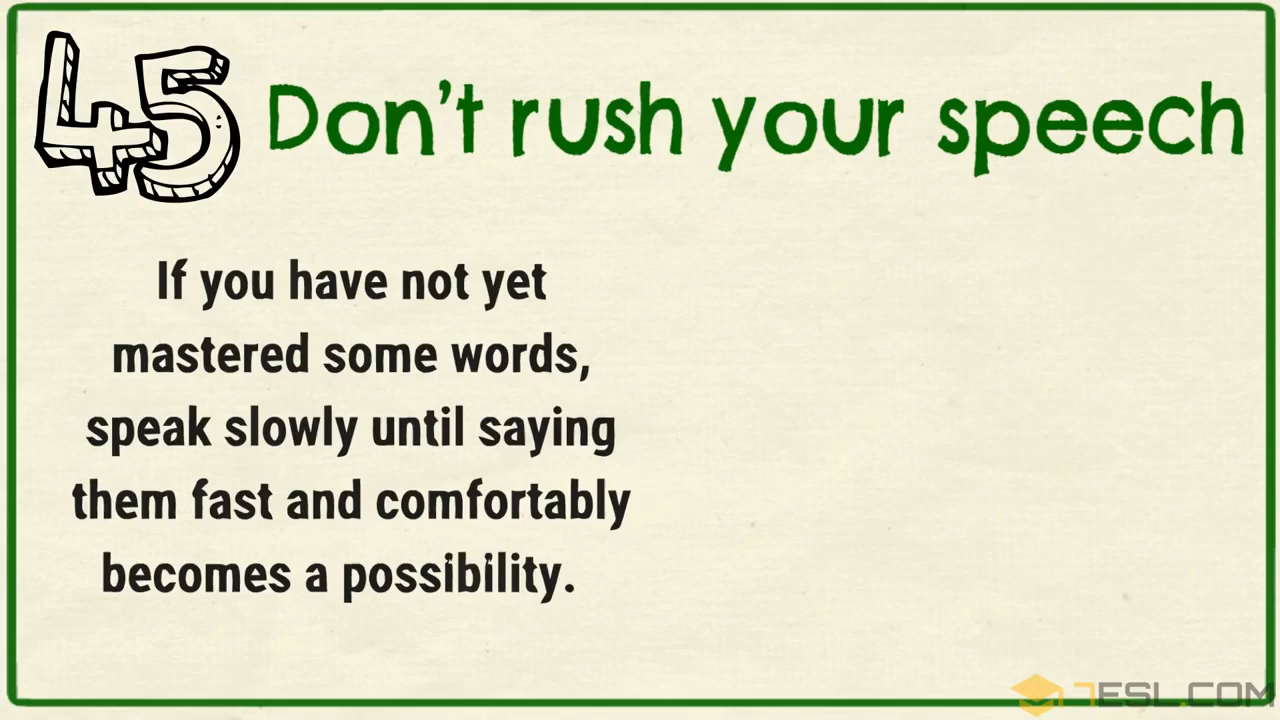 45 Don't rush your speech
If you have not yet
mastered some words,
speak slowly until saying
them fast and comfortably
becomes a possibility.
7ESL.COM